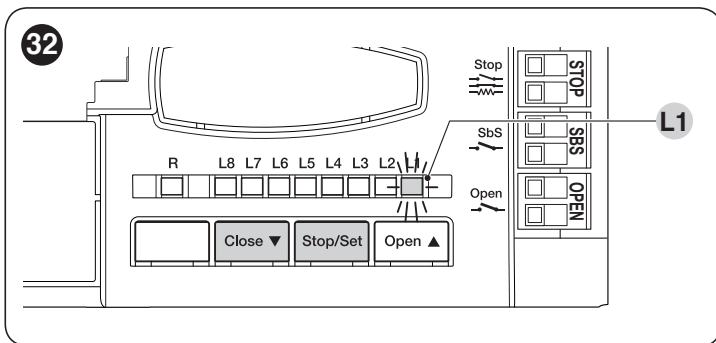 32
Stop
STOP
L1
SbS
SBS
R L8 L7 L6 L5 L4 L3 L2 L1
Open
OPEN
Close ▼ Stop/Set Open ▲